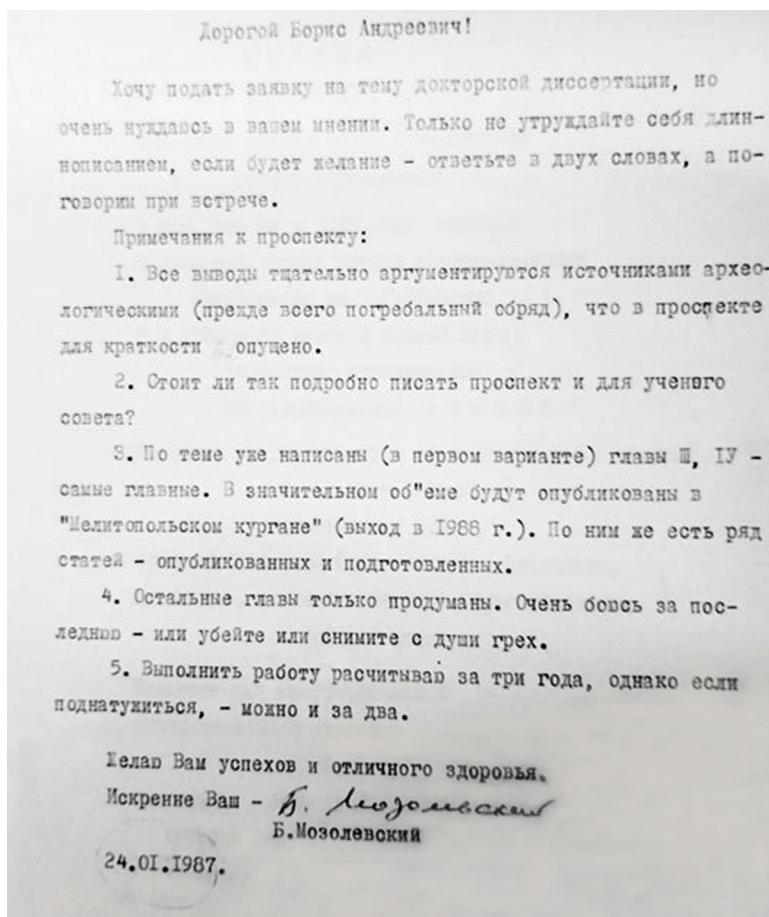 Дорогой Борис Андреевич!
Хочу подать заявку на тему докторской диссертации, но
очень нуждаюсь в вашем мнении. Только не утруждайте себя длин-
нописанием, если будет желание - ответьте в двух словах, а по-
говорим при встрече.
Примечания к проспекту:
I. Все выводы тщательно аргументируются источниками архео-
логическими (прежде всего погребальный обряд), что в проспекте
для краткости опущено.
2. Стоит ли так подробно писать проспект и для ученого
совета?
3. По теме уже написаны (в первом варианте) главы Ш, IУ -
самые главные. В значительном об"еме будут опубликованы в
"Мелитопольском кургане" (выход в I988 г.). По ним же есть ряд
статей - опубликованных и подготовленных.
4. Остальные главы только продуманы. Очень боюсь за пос-
леднюю - или убейте или снимите с души грех.
5. Выполнить работу расчитываю за три года, однако если
поднатужиться, - можно и за два.
Желаю Вам успехов и отличного здоровья.
Искренне Ваш - Б. Мозолевский
Б.Мозолевский
24.0I.I987.